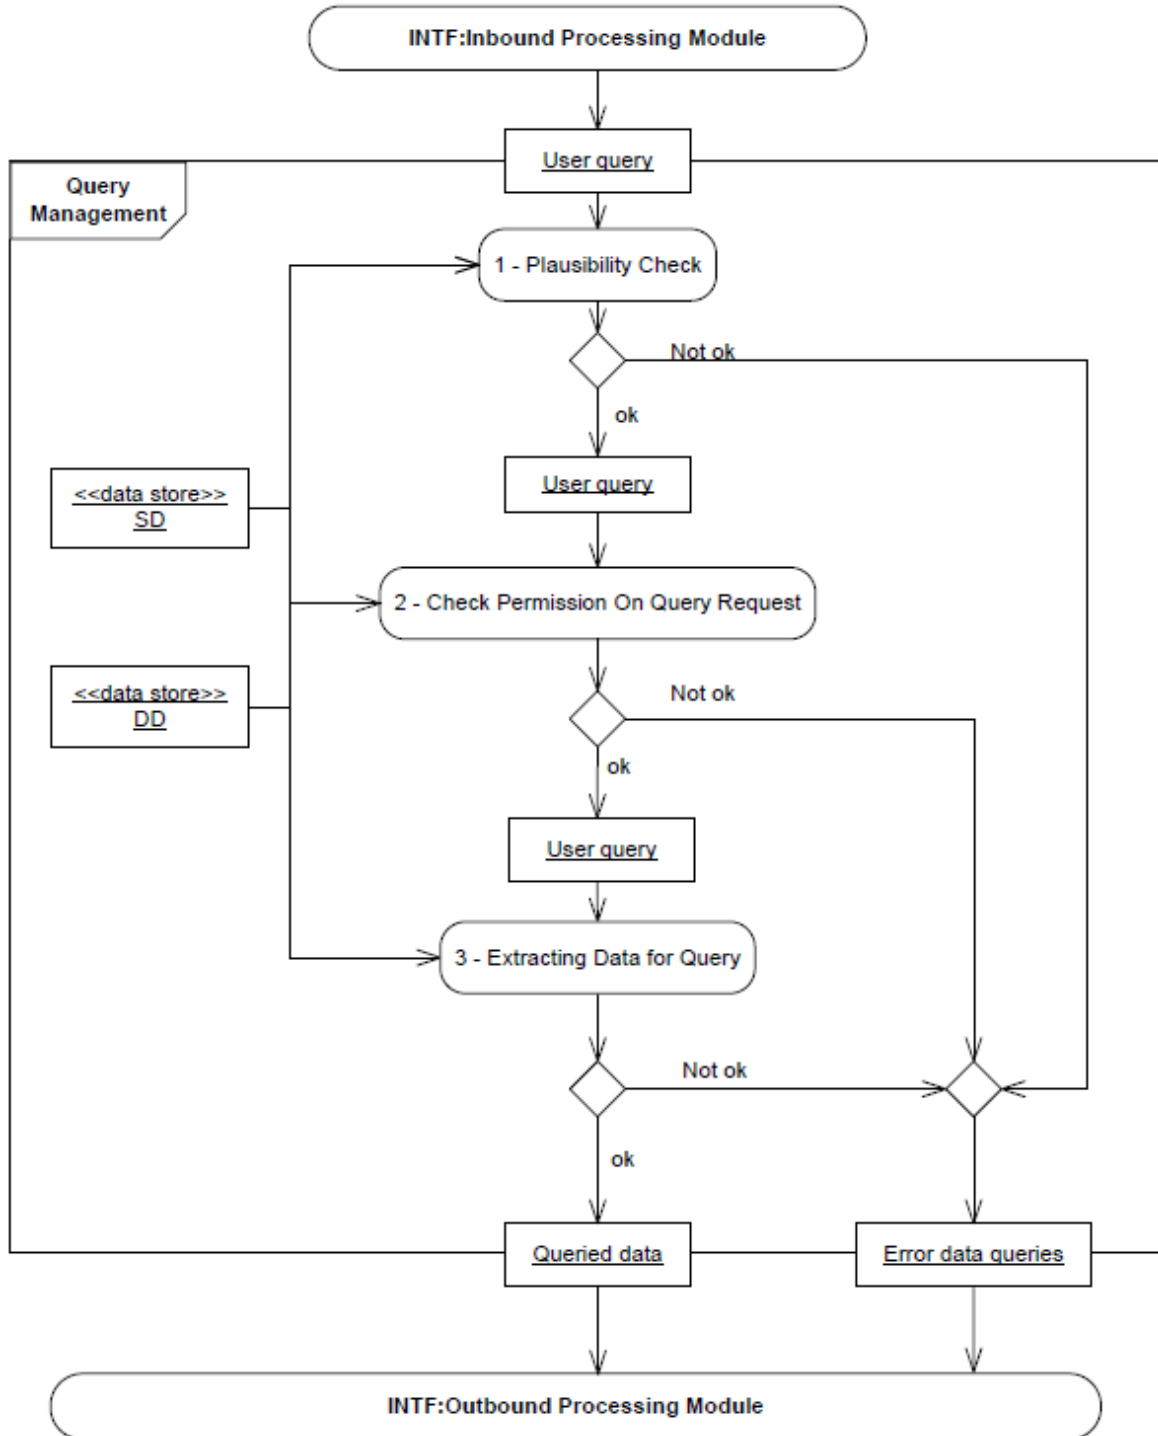 INTF:Inbound Processing Module
User query
Query
Management
1 - Plausibility Check
Not ok
ok
<<data store>>
SD
User query
2 - Check Permission On Query Request
<<data store>>
DD
Not ok
ok
User query
3 - Extracting Data for Query
Not ok
ok
Queried data
Error data queries
INTF:Outbound Processing Module